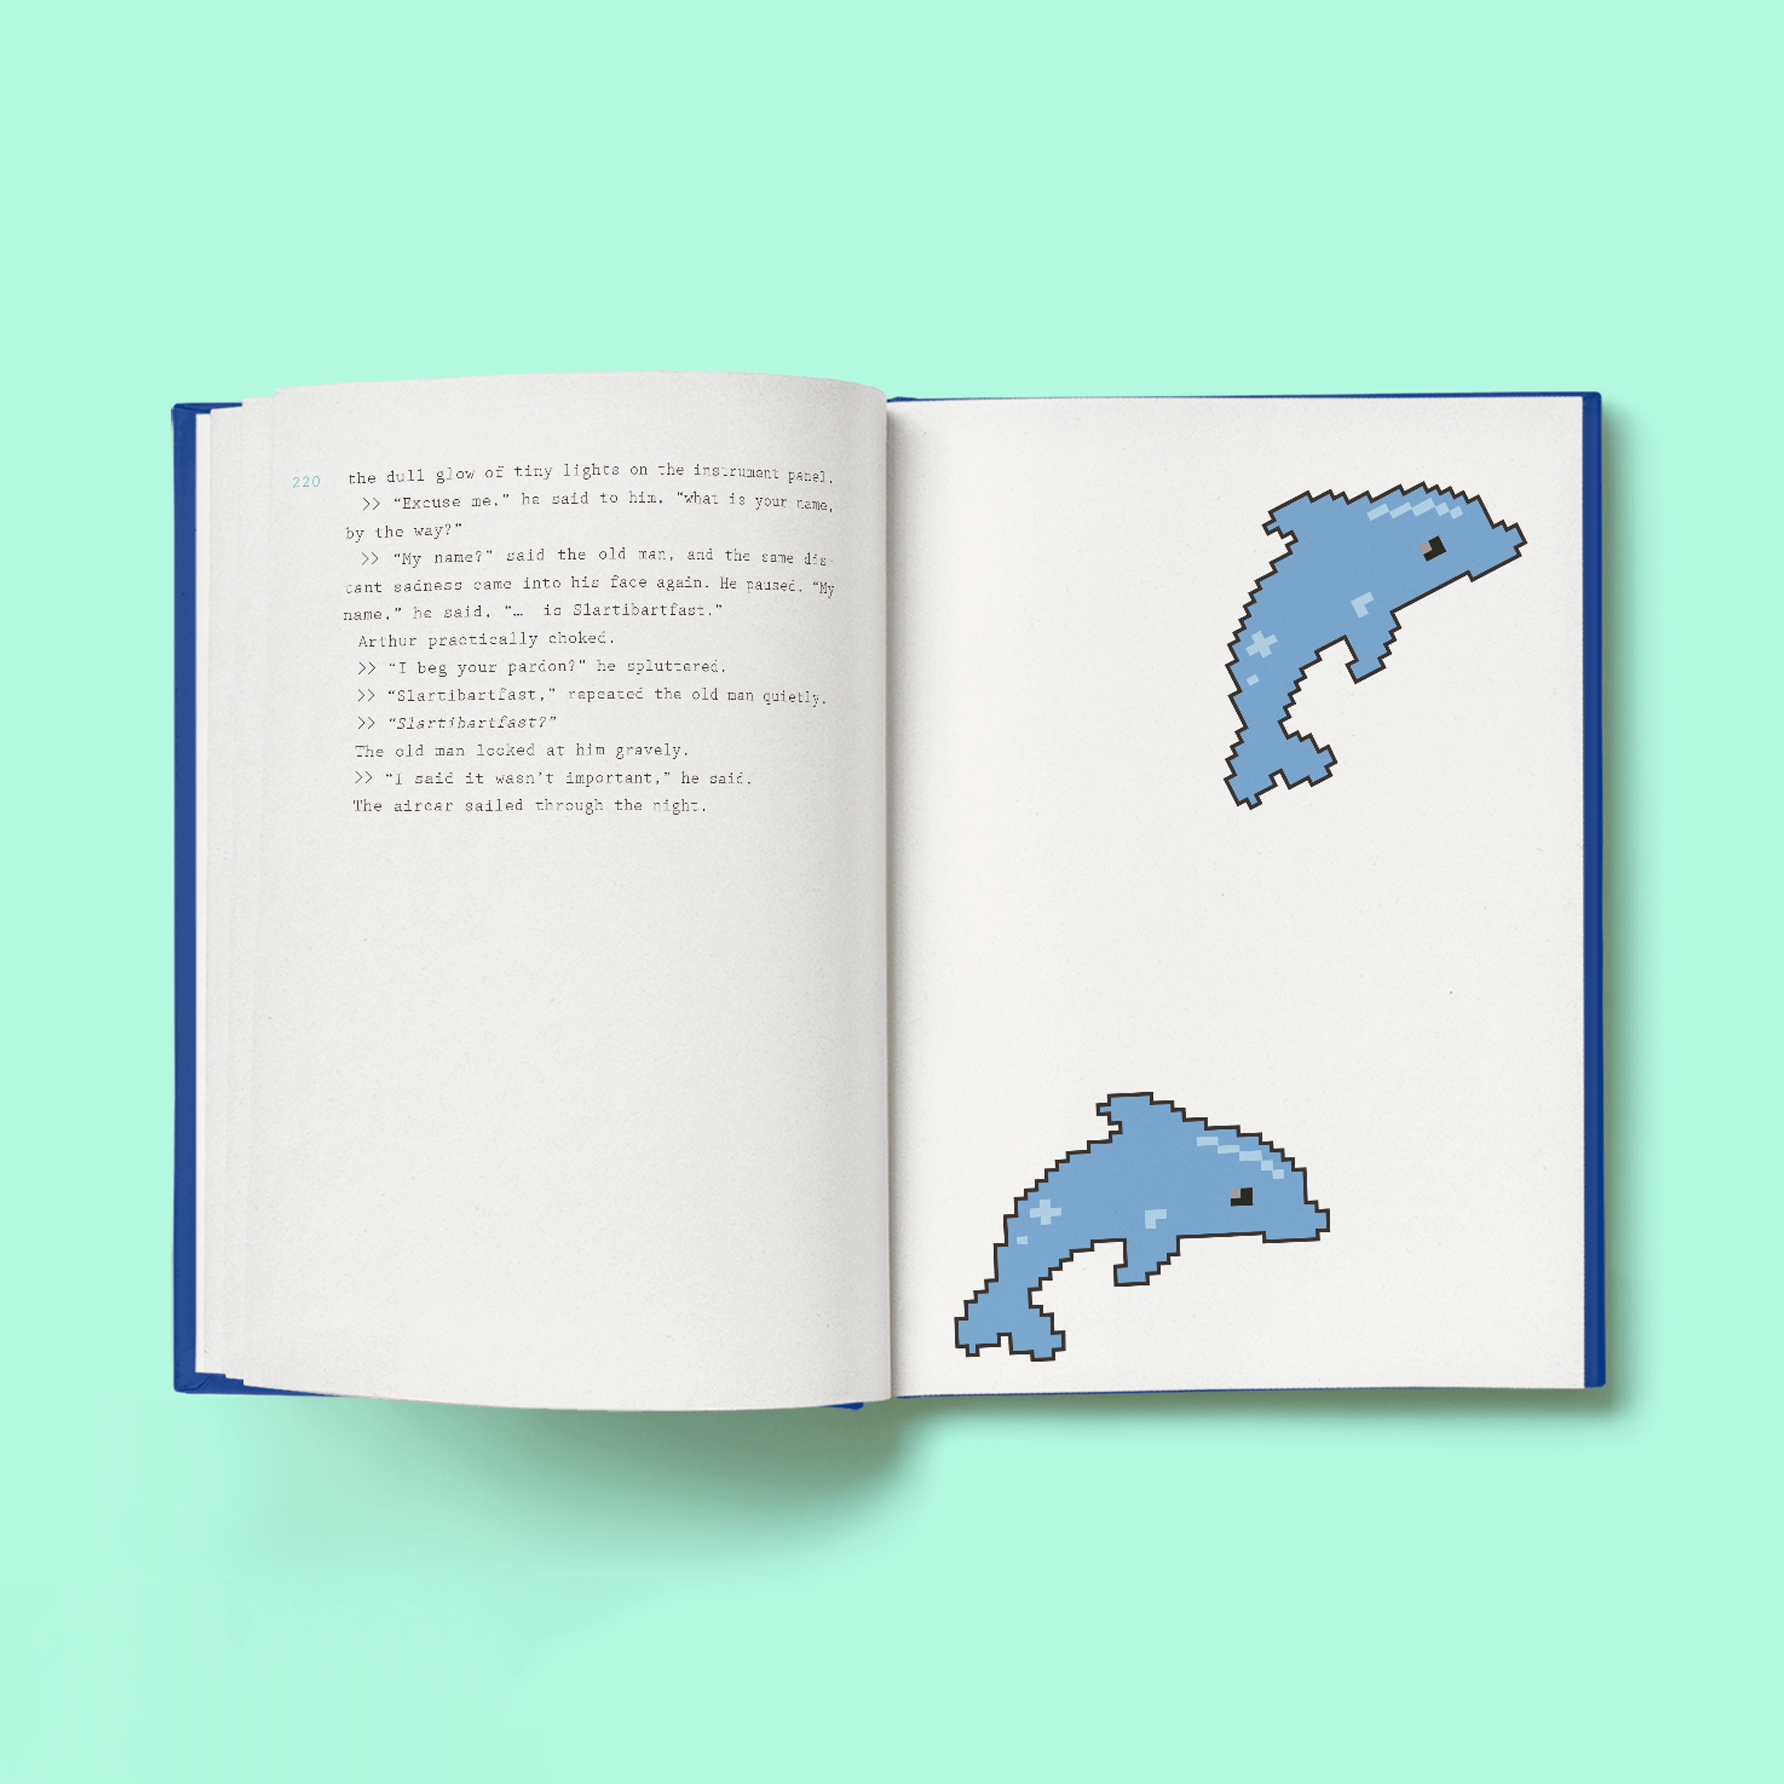 220
the dull glow of tiny lights on the instrument panel.
>> “Excuse me,” he said to him, “what is your name,
by the way?”
>> “My name?” said the old man, and the same dis-
tant sadness came into his face again. He paused. “My
name,” he said, “… is Slartibartfast.”
Arthur practically choked.
>> “I beg your pardon?” he spluttered.
>> “Slartibartfast,” repeated the old man quietly.
>> “Slartibartfast?”
The old man looked at him gravely.
>> “I said it wasn’t important,” he said.
The aircar sailed through the night.